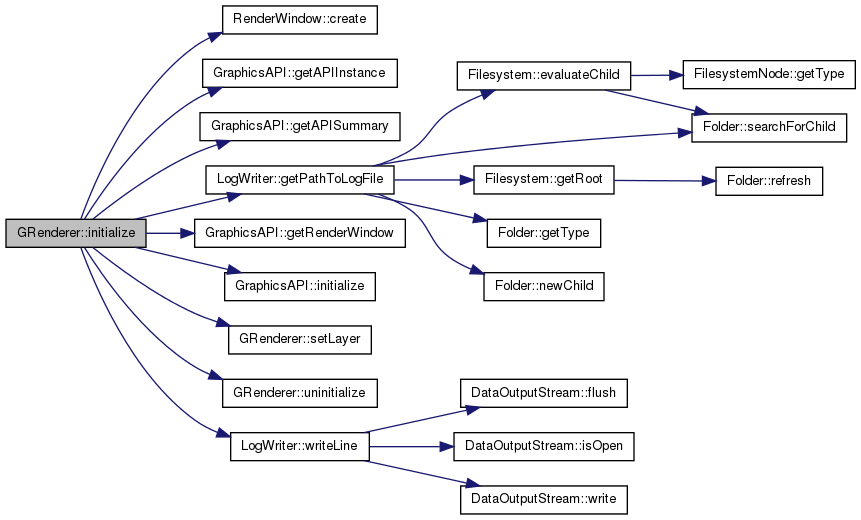 RenderWindow::create
GraphicsAPI::getAPIInstance
Filesystem::evaluateChild
FilesystemNode::getType
GraphicsAPI::getAPISummary
Folder::searchForChild
LogWriter::getPathToLogFile
Filesystem::getRoot
Folder::refresh
GRenderer::initialize
GraphicsAPI::getRenderWindow
Folder::getType
GraphicsAPI::initialize
Folder::newChild
GRenderer::setLayer
GRenderer::uninitialize
DataOutputStream::flush
LogWriter::writeLine
DataOutputStream::isOpen
DataOutputStream::write